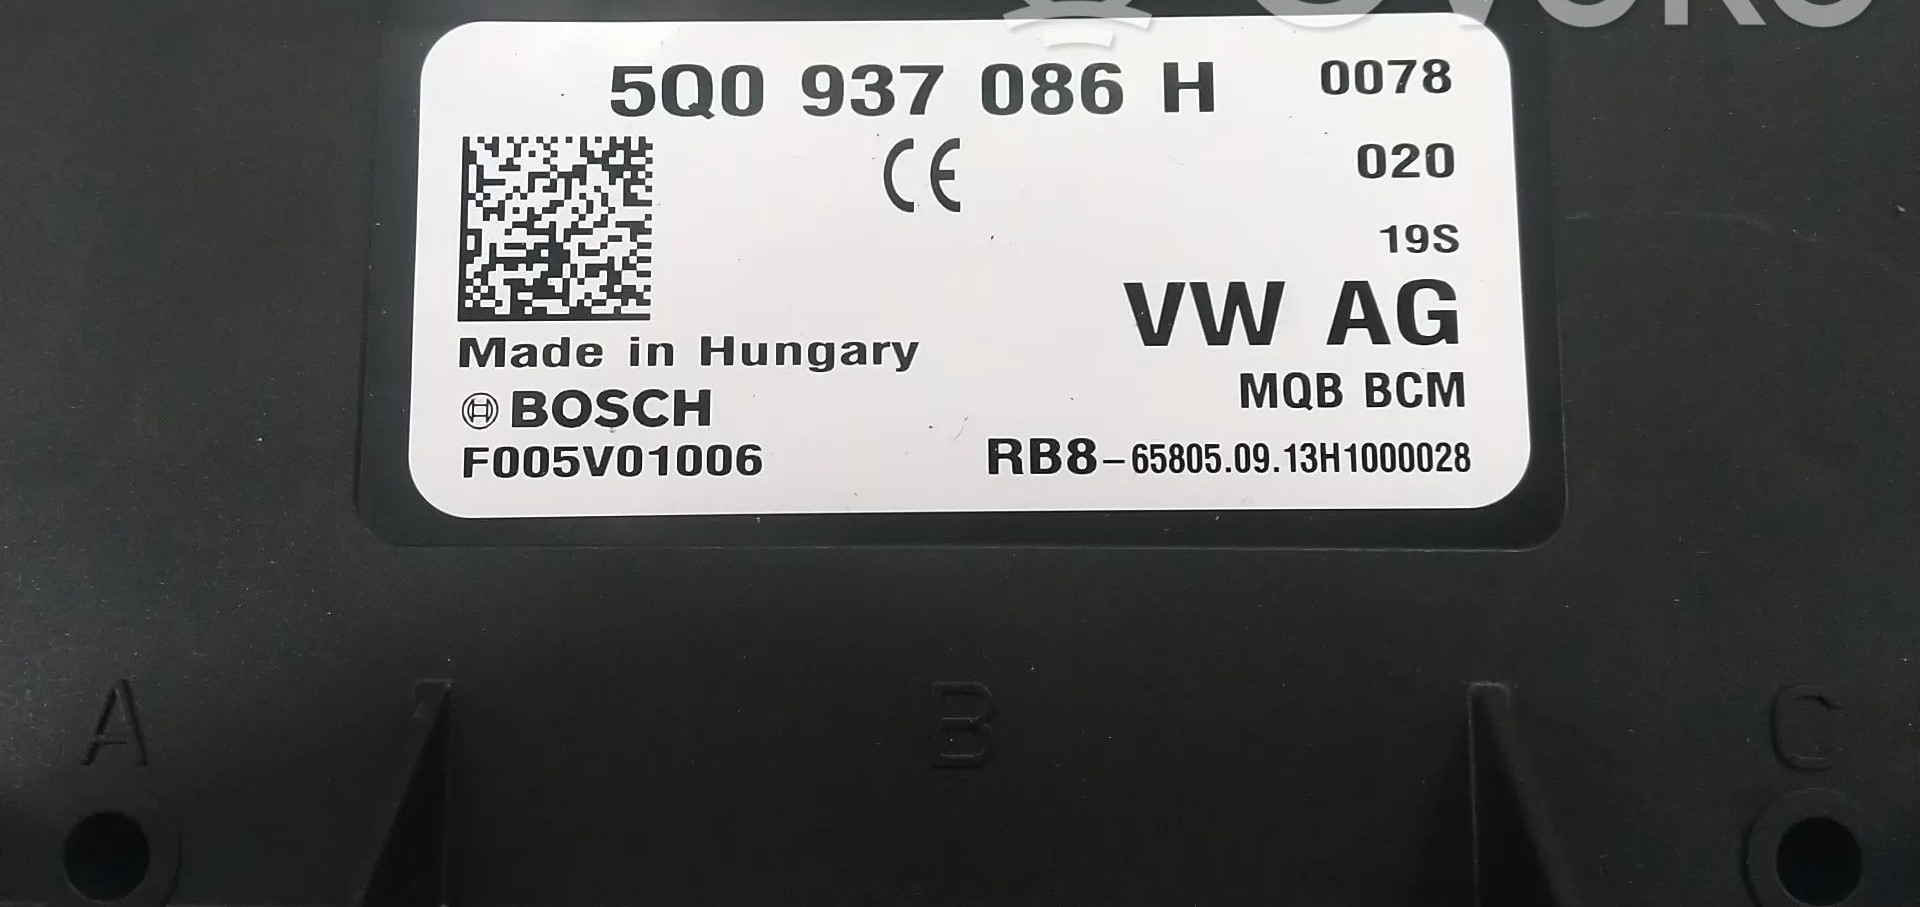 5Q0 937 086 H 0078
020
19S
VW AG
Made in Hungary
MQB BCM
BOSCH
F005V01006
RB8-65805.09.13H1000028
A B C